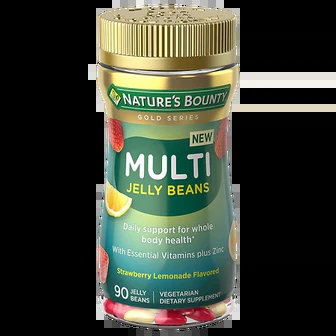 NATURE'S BOUNTY
GOLD SERIES
NEW
MULTI
JELLY BEANS
Daily support for whole
body health*
With Essential Vitamins plus Zinc
Strawberry Lemonade Flavored
90 JELLY BEANS
VEGETARIAN
DIETARY SUPPLEMENT